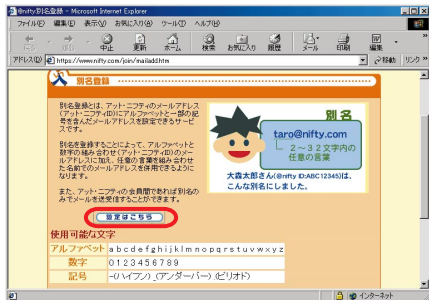 @nifty:別名登録 - Microsoft Internet Explorer
ファイル(F) 編集(E) 表示(V) お気に入り(A) ツール(T) ヘルプ(H)
戻る 進む 中止 更新 ホーム 検索 お気に入り 履歴 メール 印刷 編集
アドレス(D) https://www.nifty.com/join/mailadd.htm 移動 リンク »
別名登録
別名登録とは、アット・ニフティのメールアドレス
(アット・ニフティID)にアルファベットと一部の記
号を含んだメールアドレスを設定できるサービ
スです。
別名を登録することによって、アルファベットと
数字の組み合わせ(アット・ニフティID)のメー
ルアドレスに加え、任意の言葉を組み合わせ
た名前でのメールアドレスを併用できるように
なります。
また、アット・ニフティの会員間であれば別名の
みでメールを送受信することができます。
別名
taro@nifty.com
2～32文字内の
任意の言葉
大森太郎さん(@nifty ID:ABC12345)は、
こんな別名にしました。
設定はこちら
使用可能な文字
アルファベット a b c d e f g h i j k l m n o p q r s t u v w x y z
数字 0 1 2 3 4 5 6 7 8 9
記号 -(ハイフン) _(アンダーバー) .(ピリオド)
インターネット